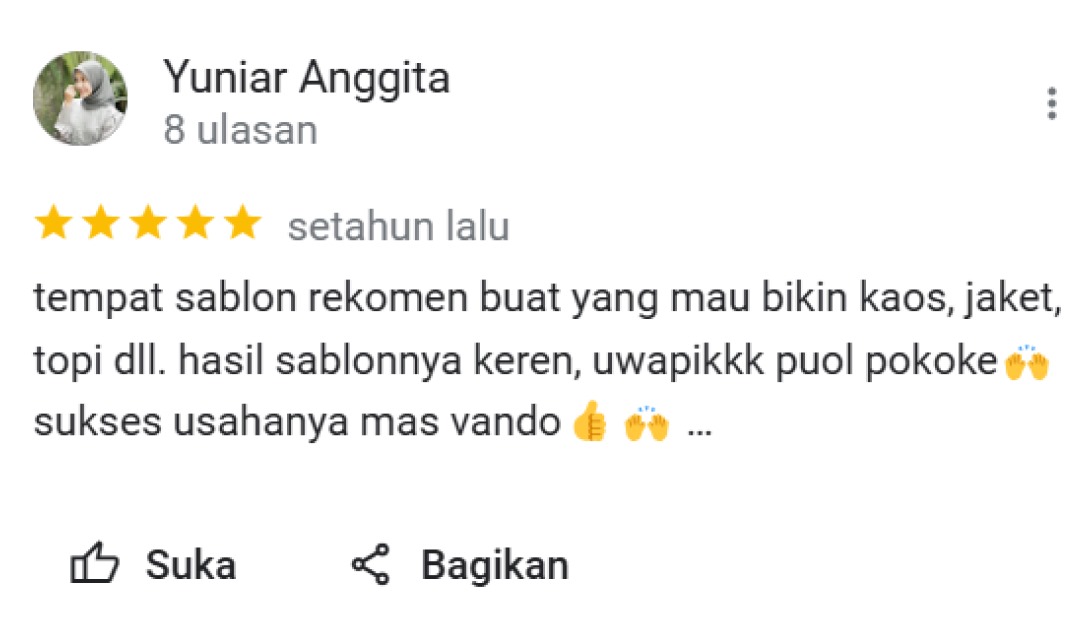 Yuniar Anggita
8 ulasan
setahun lalu
tempat sablon rekomen buat yang mau bikin kaos, jaket,
topi dll. hasil sablonnya keren, uwapikkk puol pokoke🙌
sukses usahanya mas vando👍 🙌 ...
Suka Bagikan